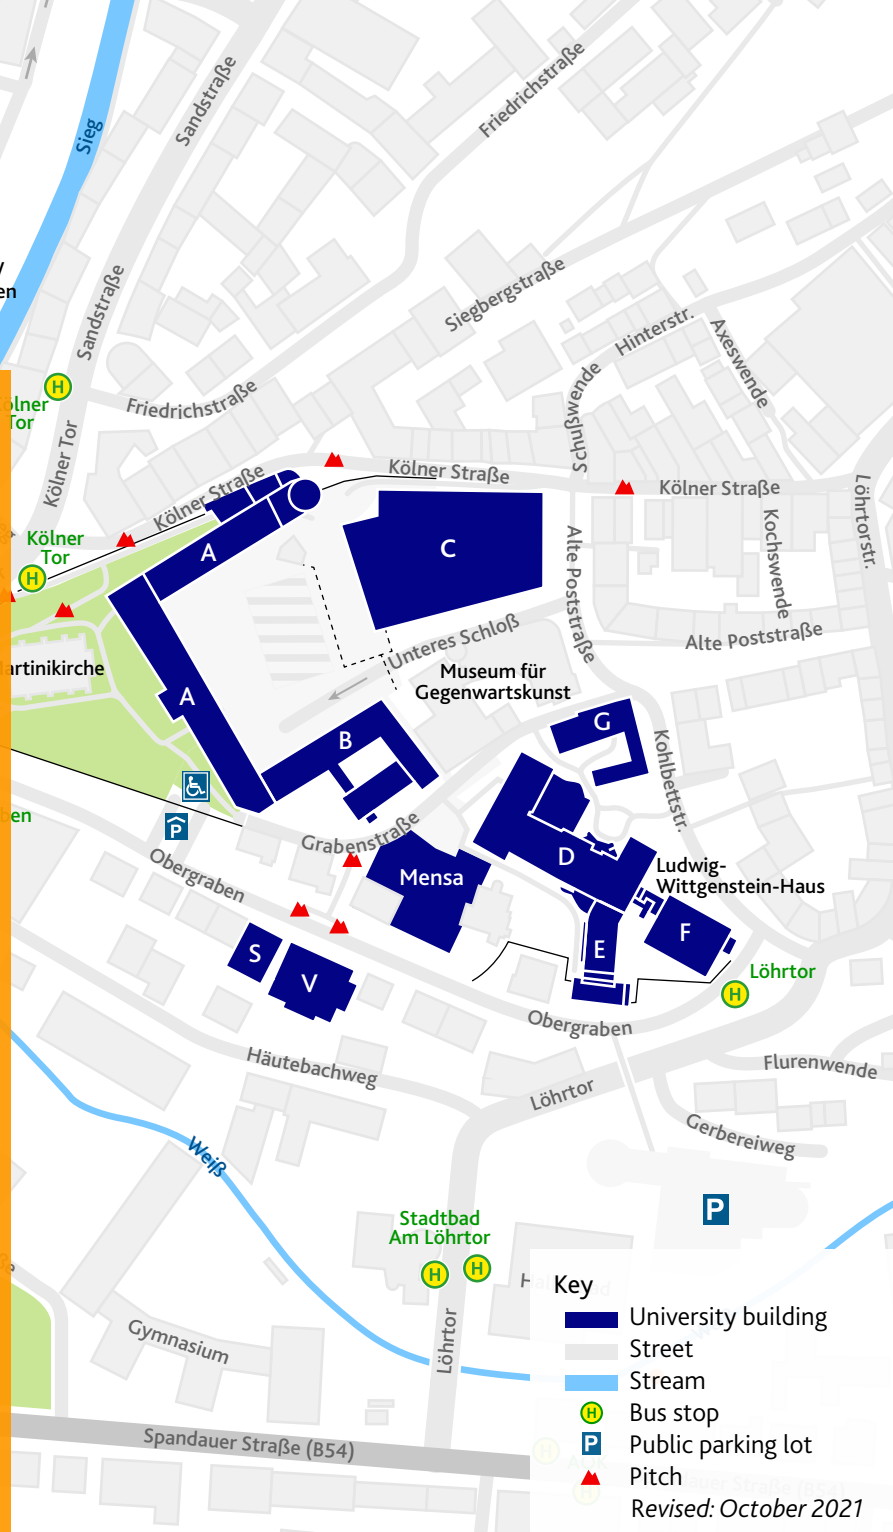 Friedrichstraße
Sandstraße
Sieg
Sandstraße
Siegbergstraße
Hinterstr.
Axeswende
Schußwende
H
Tor
Friedrichstraße
Kölner Tor
Kölner Straße
Kölner Straße
Kölner Straße
Löhrtorstr.
Kochswende
Alte Poststraße
Alte Poststraße
Kölner
Tor
H
A
C
Unteres Schloß
Museum für
Gegenwartskunst
A
B
G
Kohlbettstr.
P
Grabenstraße
Obergraben
Mensa
D
Ludwig-
Wittgenstein-Haus
F
E
S
V
Löhrtor
H
Obergraben
Häutebachweg
Löhrtor
Flurenwende
Gerbereiweg
Weiß
P
Stadtbad
Am Löhrtor
H
H
Löhrtor
Gymnasium
Spandauer Straße (B54)
Key
University building
Street
Stream
H Bus stop
P Public parking lot
Pitch
Revised: October 2021